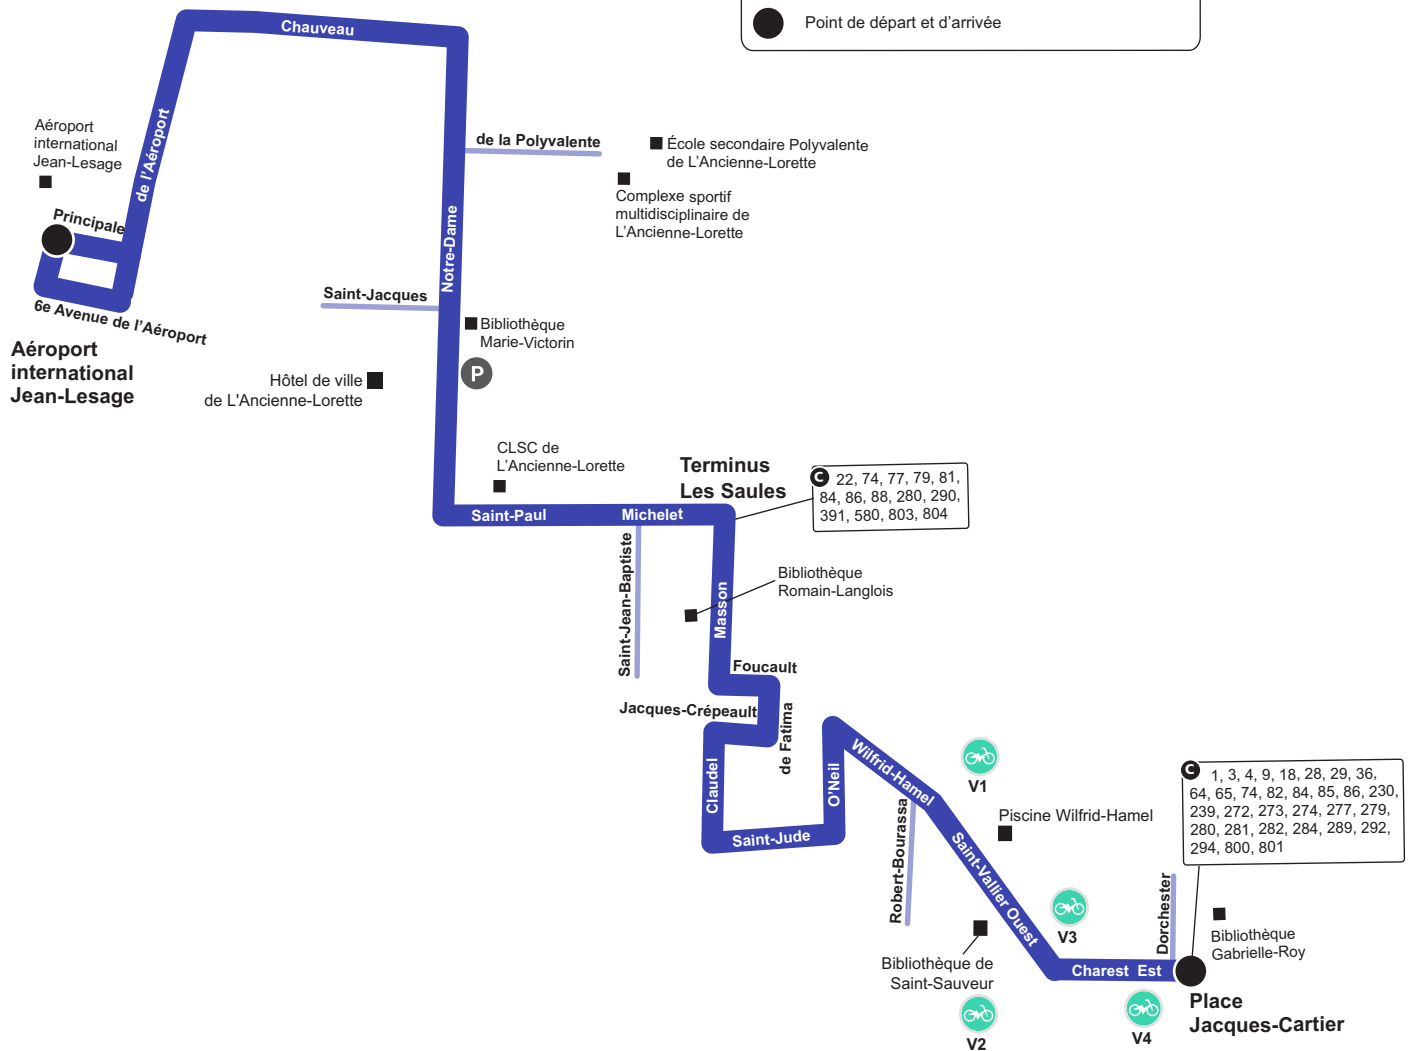 Point de départ et d'arrivée
Chauveau
de l'Aéroport
Aéroport
international
Jean-Lesage
Principale
6e Avenue de l'Aéroport
Aéroport
international
Jean-Lesage
de la Polyvalente
École secondaire Polyvalente
de L'Ancienne-Lorette
Complexe sportif
multidisciplinaire de
L'Ancienne-Lorette
Notre-Dame
Saint-Jacques
Bibliothèque
Marie-Victorin
P
Hôtel de ville
de L'Ancienne-Lorette
CLSC de
L'Ancienne-Lorette
Saint-Paul
Michelet
Terminus
Les Saules
C 22, 74, 77, 79, 81,
84, 86, 88, 280, 290,
391, 580, 803, 804
Saint-Jean-Baptiste
Masson
Bibliothèque
Romain-Langlois
Foucault
Jacques-Crépeault
de Fatima
Claudel
Saint-Jude
O'Neil
Wilfrid-Hamel
Robert-Bourassa
V1
Piscine Wilfrid-Hamel
Saint-Vallier Ouest
V3
Bibliothèque de
Saint-Sauveur
V2
Charest Est
V4
Dorchester
C 1, 3, 4, 9, 18, 28, 29, 36,
64, 65, 74, 82, 84, 85, 86, 230,
239, 272, 273, 274, 277, 279,
280, 281, 282, 284, 289, 292,
294, 800, 801
Bibliothèque
Gabrielle-Roy
Place
Jacques-Cartier